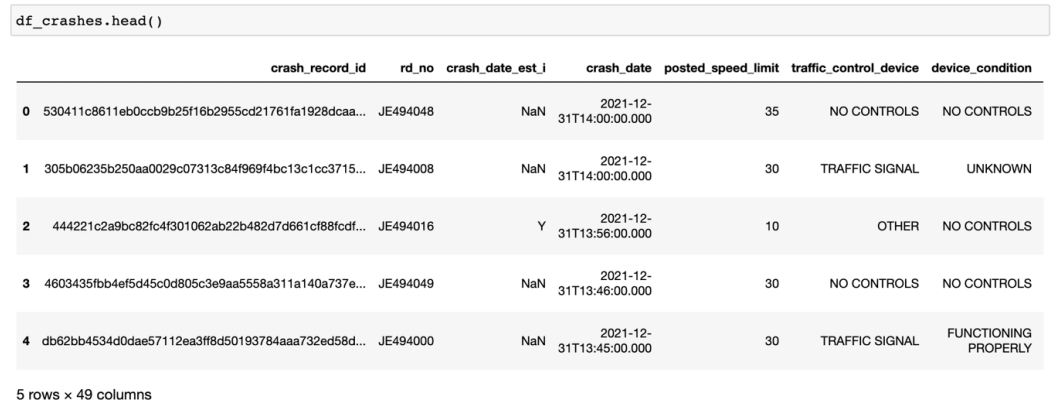 df_crashes.head()
crash_record_id rd_no crash_date_est_i crash_date posted_speed_limit traffic_control_device device_condition
0 530411c8611eb0ccb9b25f16b2955cd21761fa1928dcaa... JE494048 NaN 2021-12-
31T14:00:00.000 35 NO CONTROLS NO CONTROLS
1 305b06235b250aa0029c07313c84f969f4bc13c1cc3715... JE494008 NaN 2021-12-
31T14:00:00.000 30 TRAFFIC SIGNAL UNKNOWN
2 444221c2a9bc82fc4f301062ab22b482d7d661cf88fcdf... JE494016 Y 2021-12-
31T13:56:00.000 10 OTHER NO CONTROLS
3 4603435fbb4ef5d45c0d805c3e9aa5558a311a140a737e... JE494049 NaN 2021-12-
31T13:46:00.000 30 NO CONTROLS NO CONTROLS
4 db62bb4534d0dae57112ea3ff8d50193784aaa732ed58d... JE494000 NaN 2021-12-
31T13:45:00.000 30 TRAFFIC SIGNAL FUNCTIONING
PROPERLY
5 rows × 49 columns